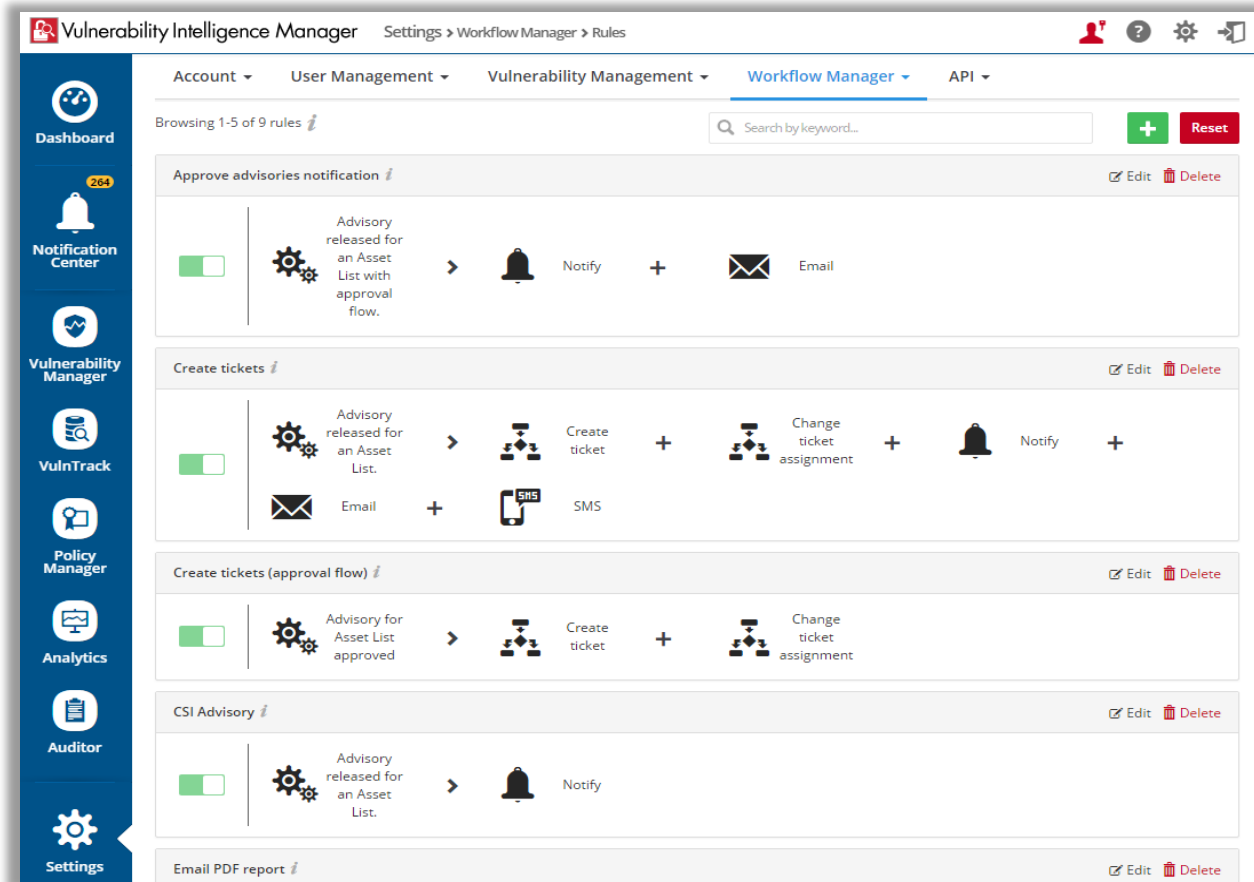 Vulnerability Intelligence Manager Settings > Workflow Manager > Rules
Account User Management Vulnerability Management Workflow Manager API
Dashboard
264
Notification
Center
Vulnerability
Manager
VulnTrack
Policy
Manager
Analytics
Auditor
Settings
Browsing 1-5 of 9 rules i
Search by keyword...
+ Reset
Approve advisories notification i
Edit Delete
Advisory
released for
an Asset
List with
approval
flow.
> Notify + Email
Create tickets i
Edit Delete
Advisory
released for
an Asset
List.
>
Create
ticket
+
Change
ticket
assignment
+ Notify +
Email + SMS
SMS
Create tickets (approval flow) i
Edit Delete
Advisory for
Asset List
approved
>
Create
ticket
+
Change
ticket
assignment
CSI Advisory i
Edit Delete
Advisory
released for
an Asset
List.
> Notify
Email PDF report i
Edit Delete